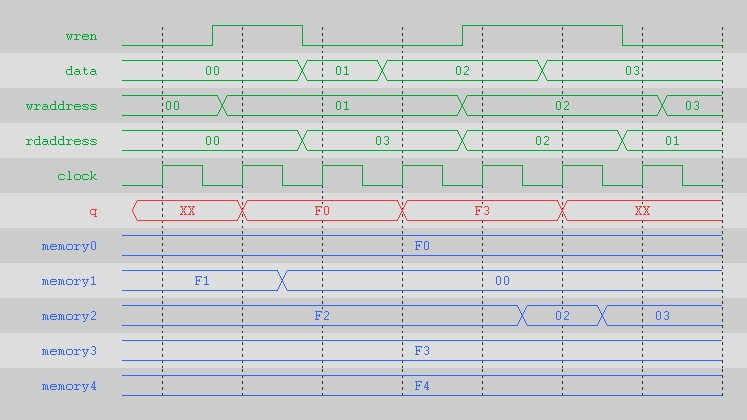 wren
data 00 01 02 03
wraddress 00 01 02 03
rdaddress 00 03 02 01
clock
q XX F0 F3 XX
memory0 F0
memory1 F1 00
memory2 F2 02 03
memory3 F3
memory4 F4